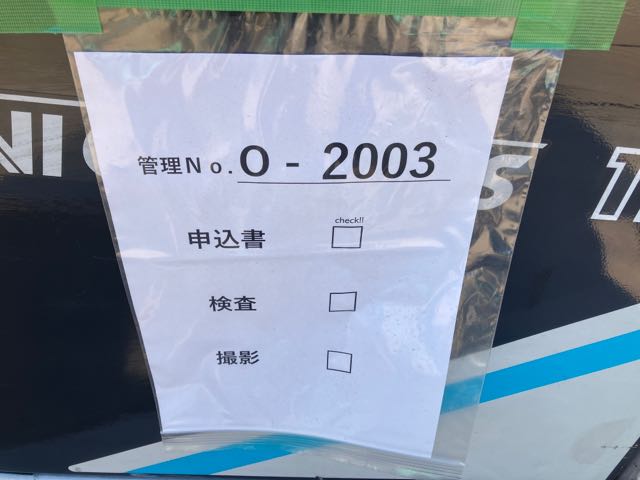 管理No. O - 2003
check!!
申込書 □
検査 □
撮影 □